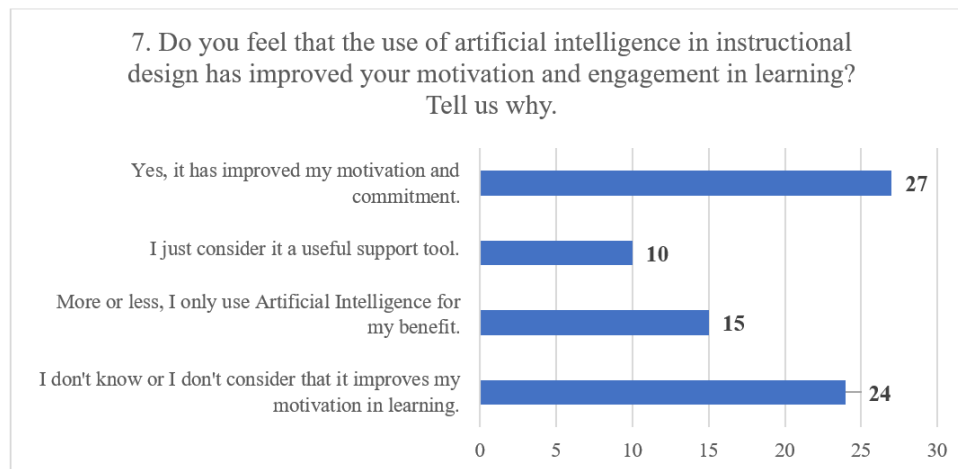 7. Do you feel that the use of artificial intelligence in instructional
design has improved your motivation and engagement in learning?
Tell us why.
Yes, it has improved my motivation and
commitment.
27
I just consider it a useful support tool.
10
More or less, I only use Artificial Intelligence for
my benefit.
15
I don't know or I don't consider that it improves my
motivation in learning.
24
0 5 10 15 20 25 30